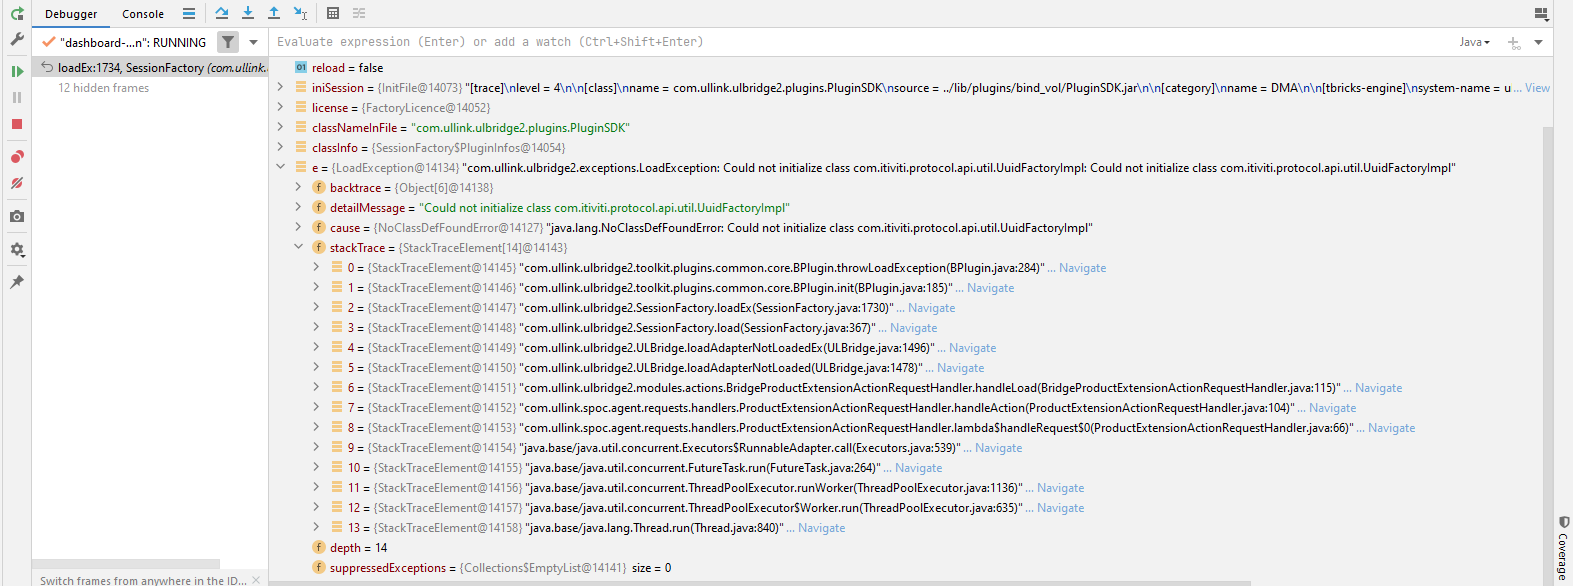 Debugger Console
"dashboard-...n": RUNNING
Evaluate expression (Enter) or add a watch (Ctrl+Shift+Enter)
Java
loadEx:1734, SessionFactory (com.ullink.
12 hidden frames
01 reload = false
iniSession = {InitFile@14073} "[trace]\nlevel = 4\n\n[class]\nname = com.ullink.ulbridge2.plugins.PluginSDK\nsource = ../lib/plugins/bind_vol/PluginSDK.jar\n\n[category]\nname = DMA\n\n[tbricks-engine]\nsystem-name = u ... View
license = {FactoryLicence@14052}
classNameInFile = "com.ullink.ulbridge2.plugins.PluginSDK"
classInfo = {SessionFactory$PluginInfos@14054}
e = {LoadException@14134} "com.ullink.ulbridge2.exceptions.LoadException: Could not initialize class com.itiviti.protocol.api.util.UuidFactoryImpl: Could not initialize class com.itiviti.protocol.api.util.UuidFactoryImpl"
f backtrace = {Object[6]@14138}
f detailMessage = "Could not initialize class com.itiviti.protocol.api.util.UuidFactoryImpl"
f cause = {NoClassDefFoundError@14127} "java.lang.NoClassDefFoundError: Could not initialize class com.itiviti.protocol.api.util.UuidFactoryImpl"
f stackTrace = {StackTraceElement[14]@14143}
0 = {StackTraceElement@14145} "com.ullink.ulbridge2.toolkit.plugins.common.core.BPlugin.throwLoadException(BPlugin.java:284)" ... Navigate
1 = {StackTraceElement@14146} "com.ullink.ulbridge2.toolkit.plugins.common.core.BPlugin.init(BPlugin.java:185)" ... Navigate
2 = {StackTraceElement@14147} "com.ullink.ulbridge2.SessionFactory.loadEx(SessionFactory.java:1730)" ... Navigate
3 = {StackTraceElement@14148} "com.ullink.ulbridge2.SessionFactory.load(SessionFactory.java:367)" ... Navigate
4 = {StackTraceElement@14149} "com.ullink.ulbridge2.ULBridge.loadAdapterNotLoadedEx(ULBridge.java:1496)" ... Navigate
5 = {StackTraceElement@14150} "com.ullink.ulbridge2.ULBridge.loadAdapterNotLoaded(ULBridge.java:1478)" ... Navigate
6 = {StackTraceElement@14151} "com.ullink.ulbridge2.modules.actions.BridgeProductExtensionActionRequestHandler.handleLoad(BridgeProductExtensionActionRequestHandler.java:115)" ... Navigate
7 = {StackTraceElement@14152} "com.ullink.spoc.agent.requests.handlers.ProductExtensionActionRequestHandler.handleAction(ProductExtensionActionRequestHandler.java:104)" ... Navigate
8 = {StackTraceElement@14153} "com.ullink.spoc.agent.requests.handlers.ProductExtensionActionRequestHandler.lambda$handleRequest$0(ProductExtensionActionRequestHandler.java:66)" ... Navigate
9 = {StackTraceElement@14154} "java.base/java.util.concurrent.Executors$RunnableAdapter.call(Executors.java:539)" ... Navigate
10 = {StackTraceElement@14155} "java.base/java.util.concurrent.FutureTask.run(FutureTask.java:264)" ... Navigate
11 = {StackTraceElement@14156} "java.base/java.util.concurrent.ThreadPoolExecutor.runWorker(ThreadPoolExecutor.java:1136)" ... Navigate
12 = {StackTraceElement@14157} "java.base/java.util.concurrent.ThreadPoolExecutor$Worker.run(ThreadPoolExecutor.java:635)" ... Navigate
13 = {StackTraceElement@14158} "java.base/java.lang.Thread.run(Thread.java:840)" ... Navigate
f depth = 14
f suppressedExceptions = {Collections$EmptyList@14141} size = 0
Switch frames from anywhere in the ID...
Coverage